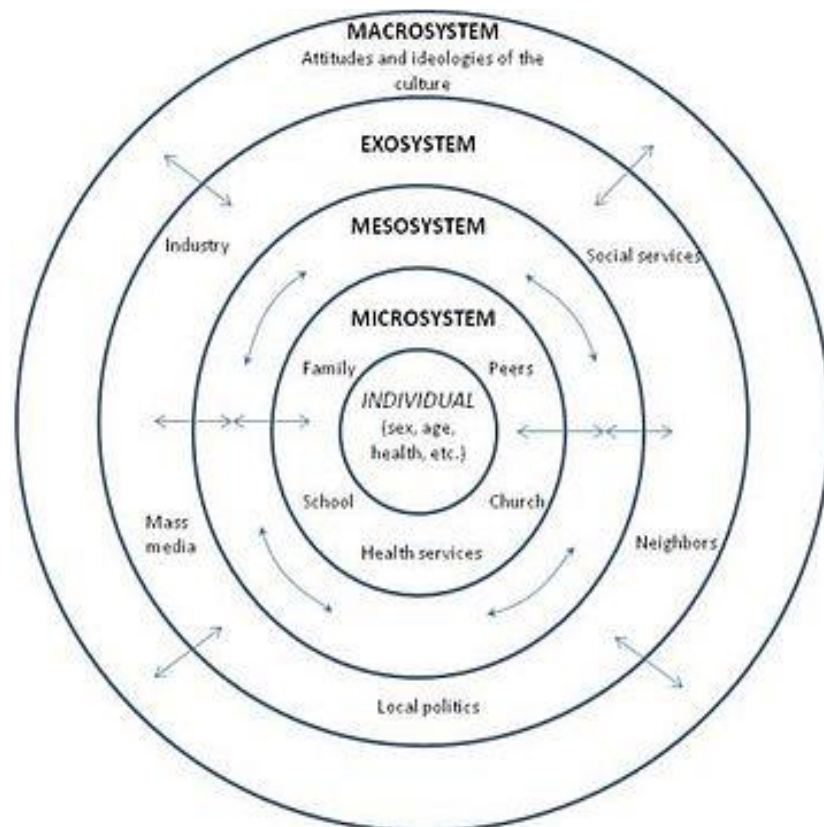 MACROSYSTEM
Attitudes and ideologies of the
culture
EXOSYSTEM
MESOSYSTEM
Industry
Social services
MICROSYSTEM
Family
Peers
INDIVIDUAL
(sex, age,
health, etc.)
School
Church
Mass
media
Health services
Neighbors
Local politics